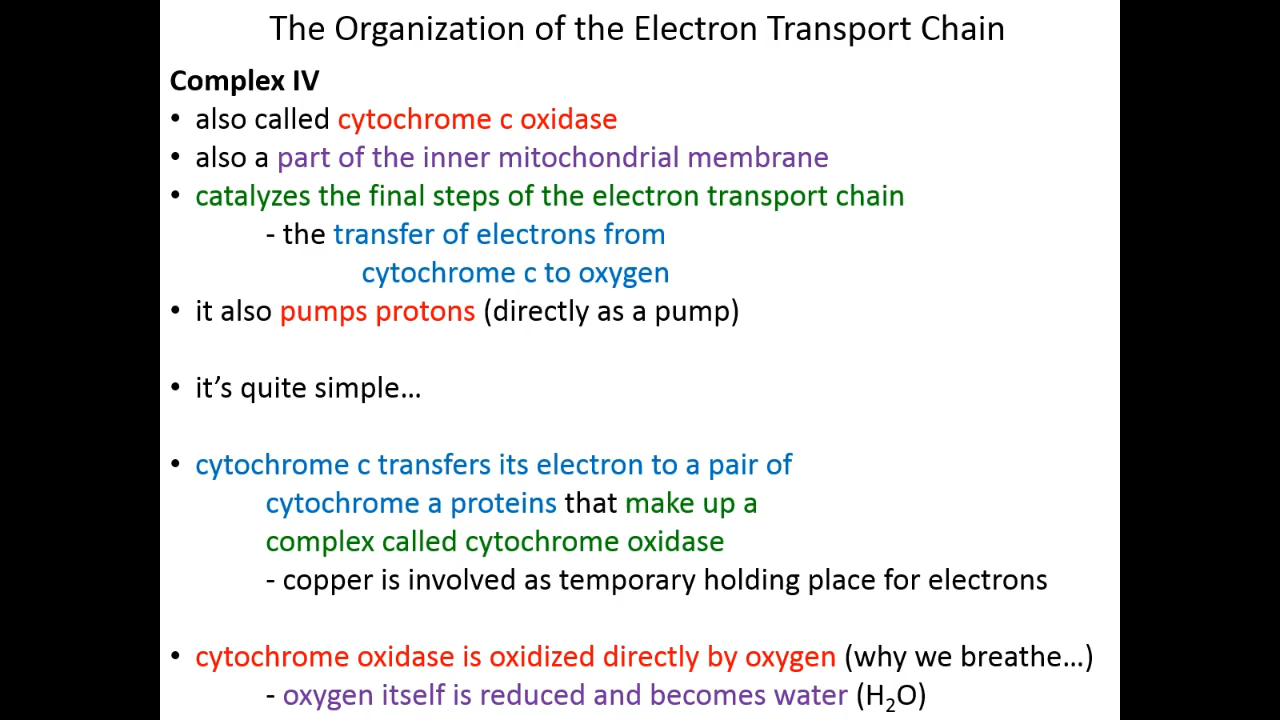 The Organization of the Electron Transport Chain
Complex IV
• also called cytochrome c oxidase
• also a part of the inner mitochondrial membrane
• catalyzes the final steps of the electron transport chain
- the transfer of electrons from
cytochrome c to oxygen
• it also pumps protons (directly as a pump)
• it’s quite simple…
• cytochrome c transfers its electron to a pair of
cytochrome a proteins that make up a
complex called cytochrome oxidase
- copper is involved as temporary holding place for electrons
• cytochrome oxidase is oxidized directly by oxygen (why we breathe…)
- oxygen itself is reduced and becomes water (H₂O)